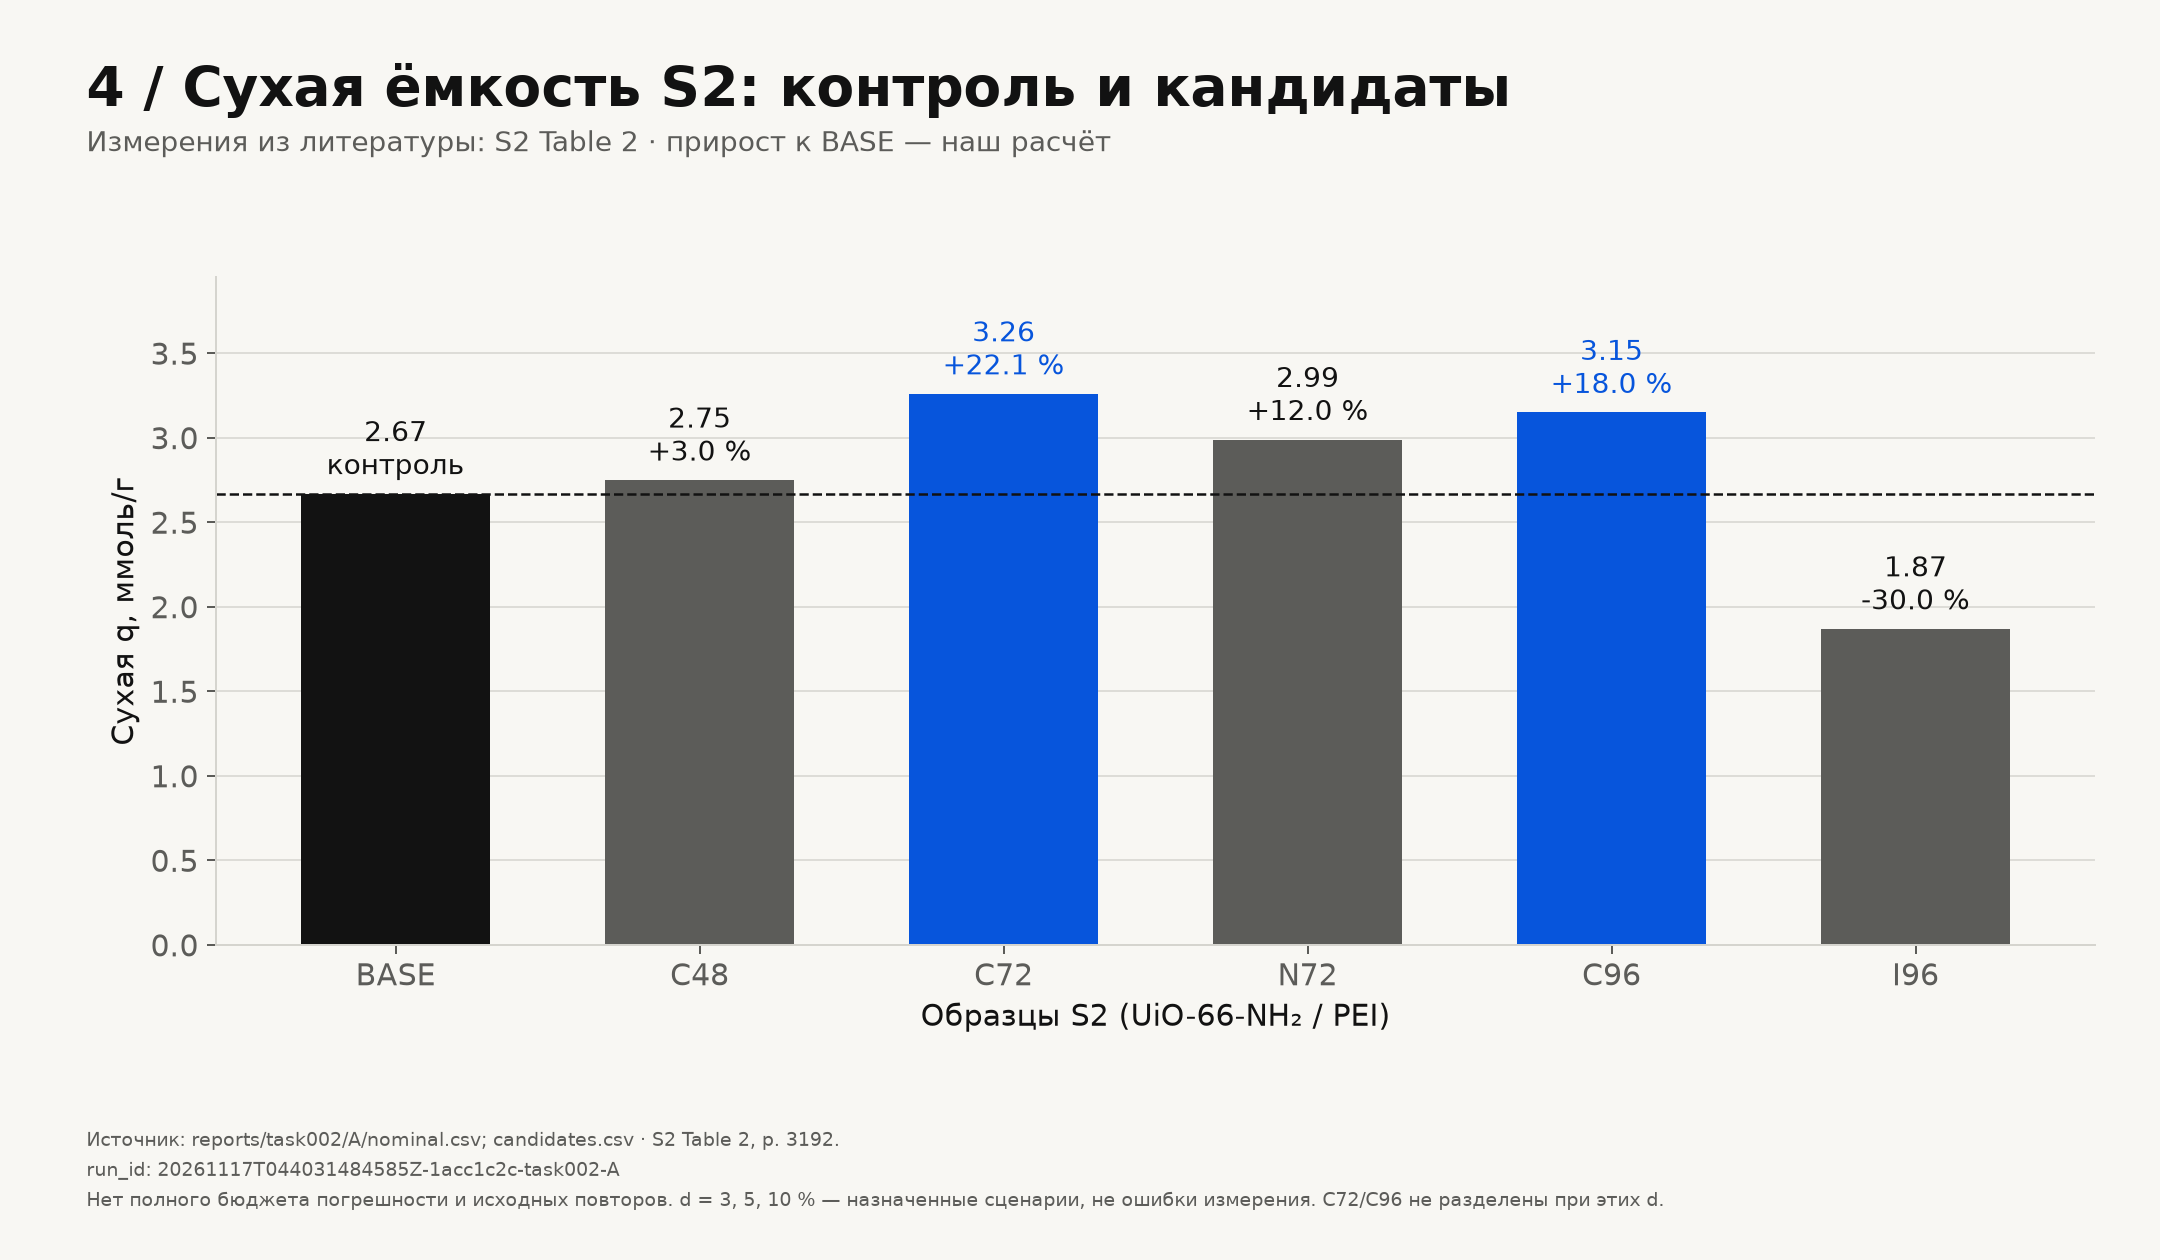 4 / Сухая ёмкость S2: контроль и кандидаты
Измерения из литературы: S2 Table 2 · прирост к BASE — наш расчёт
Сухая q, ммоль/г
3.5
3.0
2.5
2.0
1.5
1.0
0.5
0.0
2.67
контроль
2.75
+3.0 %
3.26
+22.1 %
2.99
+12.0 %
3.15
+18.0 %
1.87
-30.0 %
BASE
C48
C72
N72
C96
I96
Образцы S2 (UiO-66-NH₂ / PEI)
Источник: reports/task002/A/nominal.csv; candidates.csv · S2 Table 2, p. 3192.
run_id: 20261117T044031484585Z-1acc1c2c-task002-A
Нет полного бюджета погрешности и исходных повторов. d = 3, 5, 10 % — назначенные сценарии, не ошибки измерения. C72/C96 не разделены при этих d.